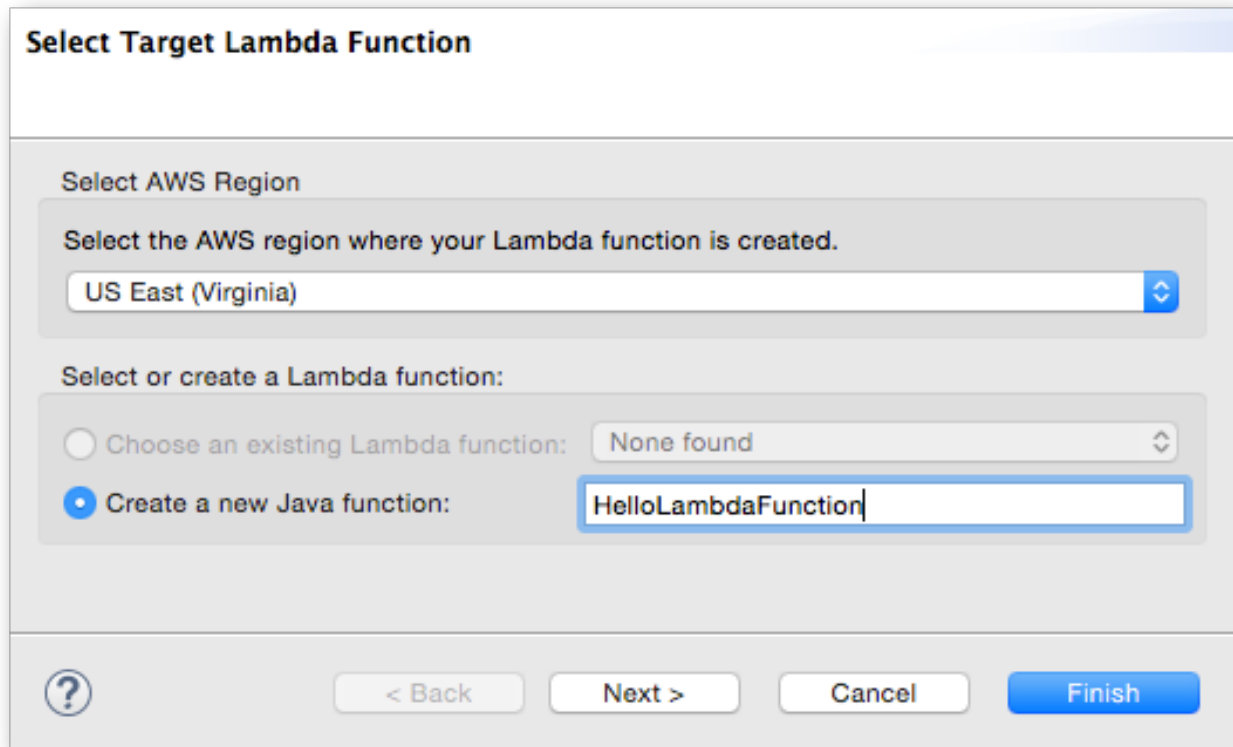 Select Target Lambda Function
Select AWS Region
Select the AWS region where your Lambda function is created.
US East (Virginia)
Select or create a Lambda function:
Choose an existing Lambda function: None found
Create a new Java function: HelloLambdaFunction
? < Back Next > Cancel Finish